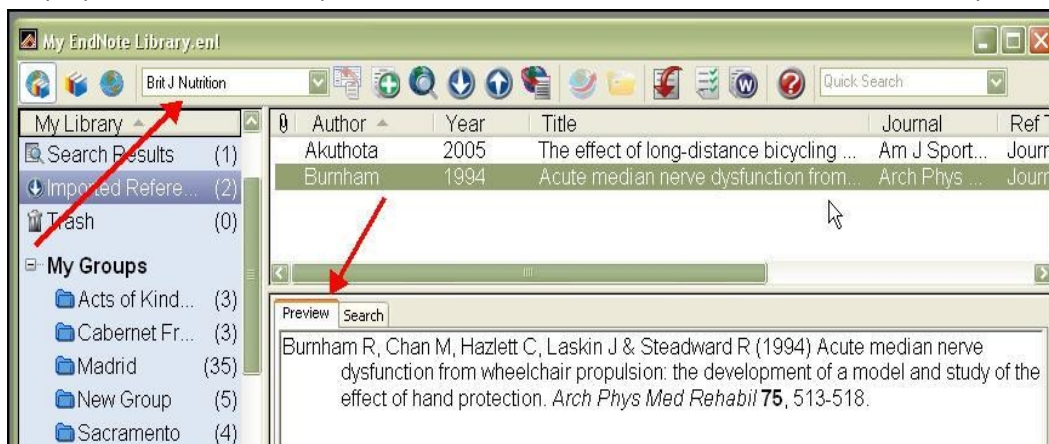 My EndNote Library.enl
Brit J Nutrition
Quick Search
My Library
Search Results (1)
Imported Refere... (2)
Trash (0)
My Groups
Acts of Kind... (3)
Cabernet Fr... (3)
Madrid (35)
New Group (5)
Sacramento (4)
Author Year Title Journal Ref T
Akuthota 2005 The effect of long-distance bicycling ... Am J Sport... Journ
Burnham 1994 Acute median nerve dysfunction from... Arch Phys ... Journ
Preview Search
Burnham R, Chan M, Hazlett C, Laskin J & Steadward R (1994) Acute median nerve
dysfunction from wheelchair propulsion: the development of a model and study of the
effect of hand protection. Arch Phys Med Rehabil 75, 513-518.